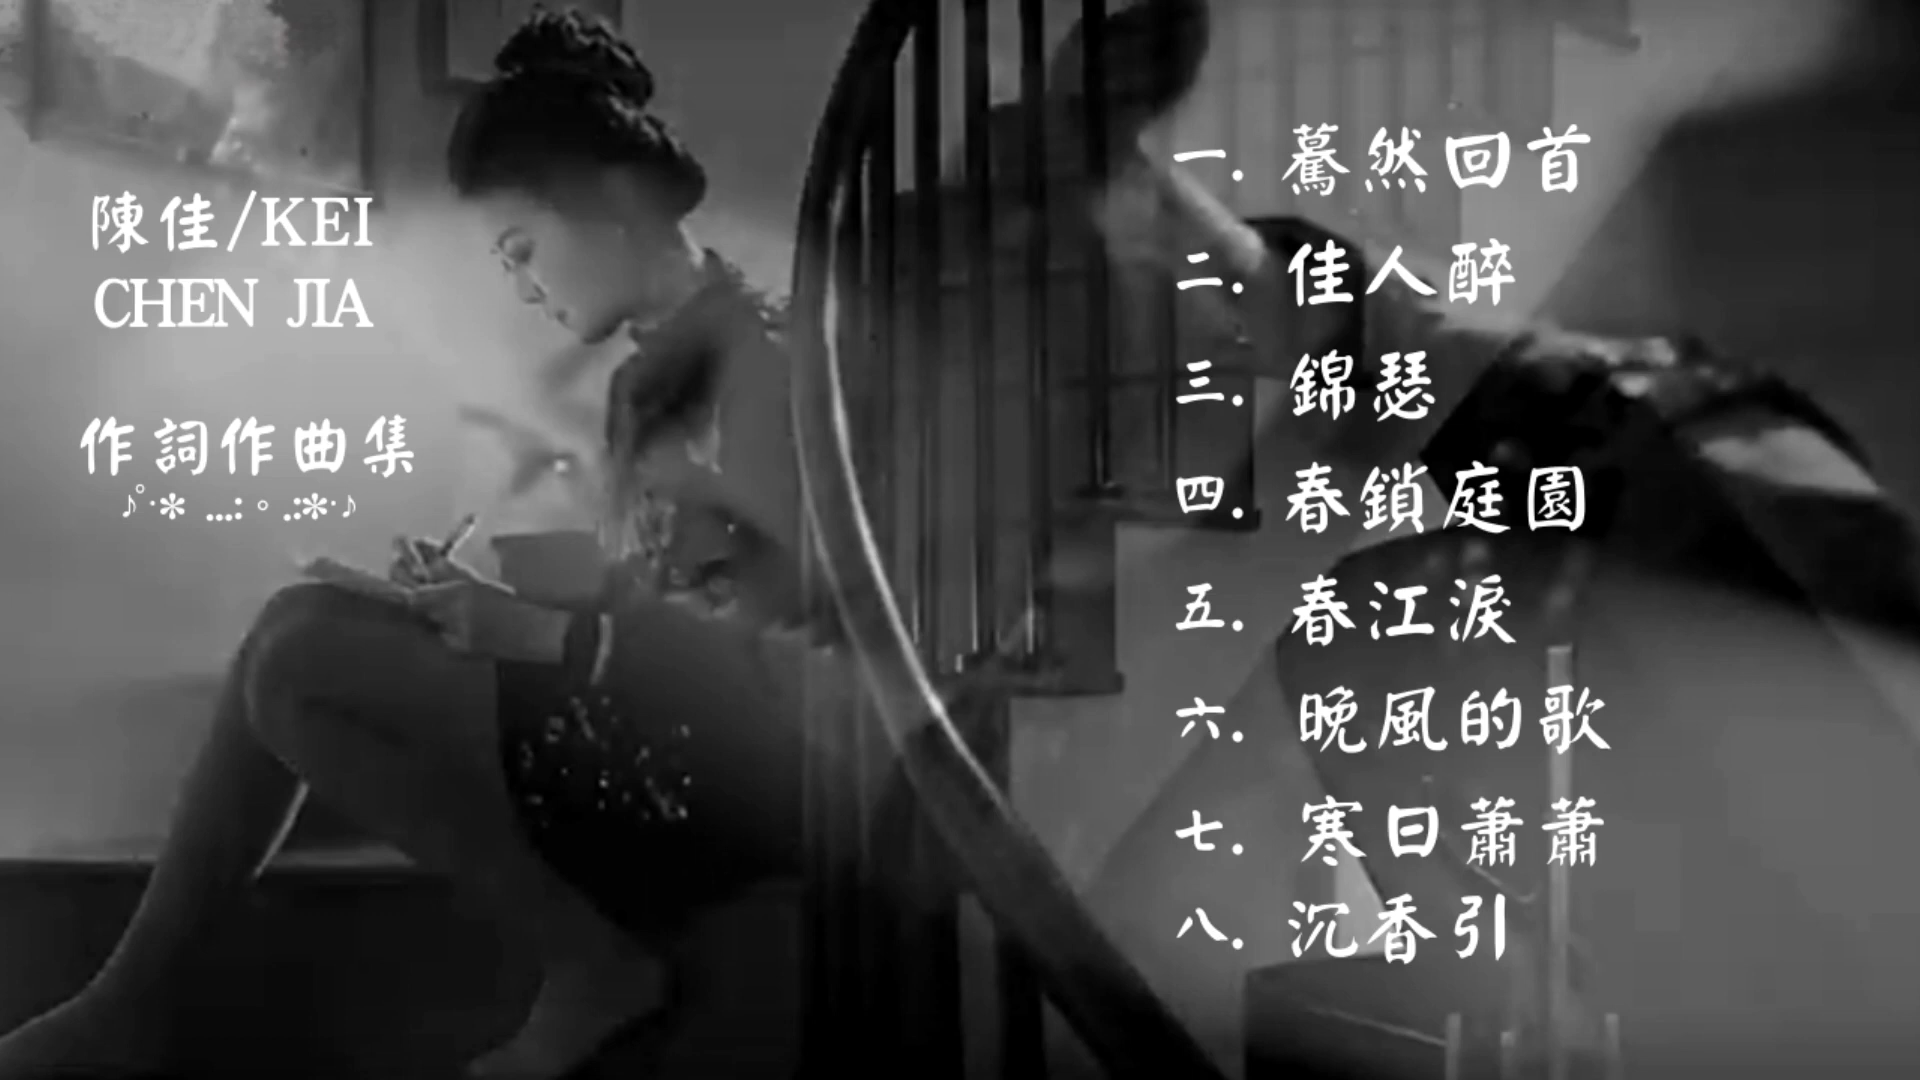 陳佳/KEI
CHEN JIA
作詞作曲集
♪°·✻ ...:。.:✻·♪
一. 驀然回首
二. 佳人醉
三. 錦瑟
四. 春鎖庭園
五. 春江淚
六. 晚風的歌
七. 寒日蕭蕭
八. 沉香引